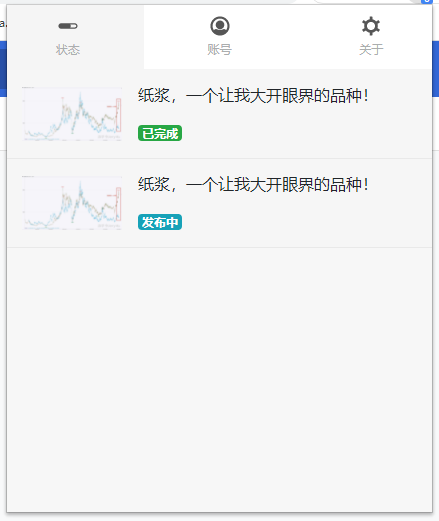 状态
账号
关于
纸浆，一个让我大开眼界的品种！
已完成
纸浆，一个让我大开眼界的品种！
发布中